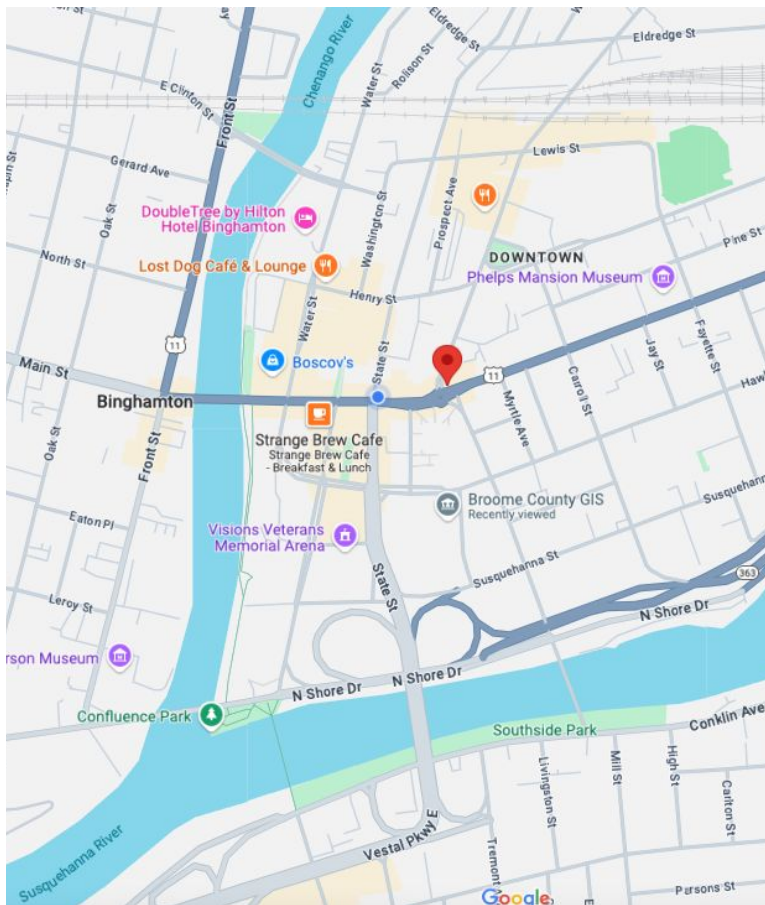 Eldredge St
Eldredge St
Rolison St
Water St
Chenango River
E Clinton St
Front St
Lewis St
Gerard Ave
Oak St
Washington St
Prospect Ave
DoubleTree by Hilton
Hotel Binghamton
Pine St
DOWNTOWN
Lost Dog Café & Lounge
Phelps Mansion Museum
North St
Henry St
Water St
State St
11
Boscov's
11
Jay St
Fayette St
Main St
Carroll St
Binghamton
Myrtle Ave
Strange Brew Cafe
Strange Brew Cafe
- Breakfast & Lunch
Front St
Oak St
Broome County GIS
Recently viewed
Eaton Pl
Susquehanna
Visions Veterans
Memorial Arena
Susquehanna St
363
State St
Leroy St
N Shore Dr
rson Museum
N Shore Dr
N Shore Dr
Confluence Park
Southside Park
Conklin Ave
Livingston St
Mill St
High St
Carlton St
Vestal Pkwy E
Susquehanna River
Tremont
Persons St
Google